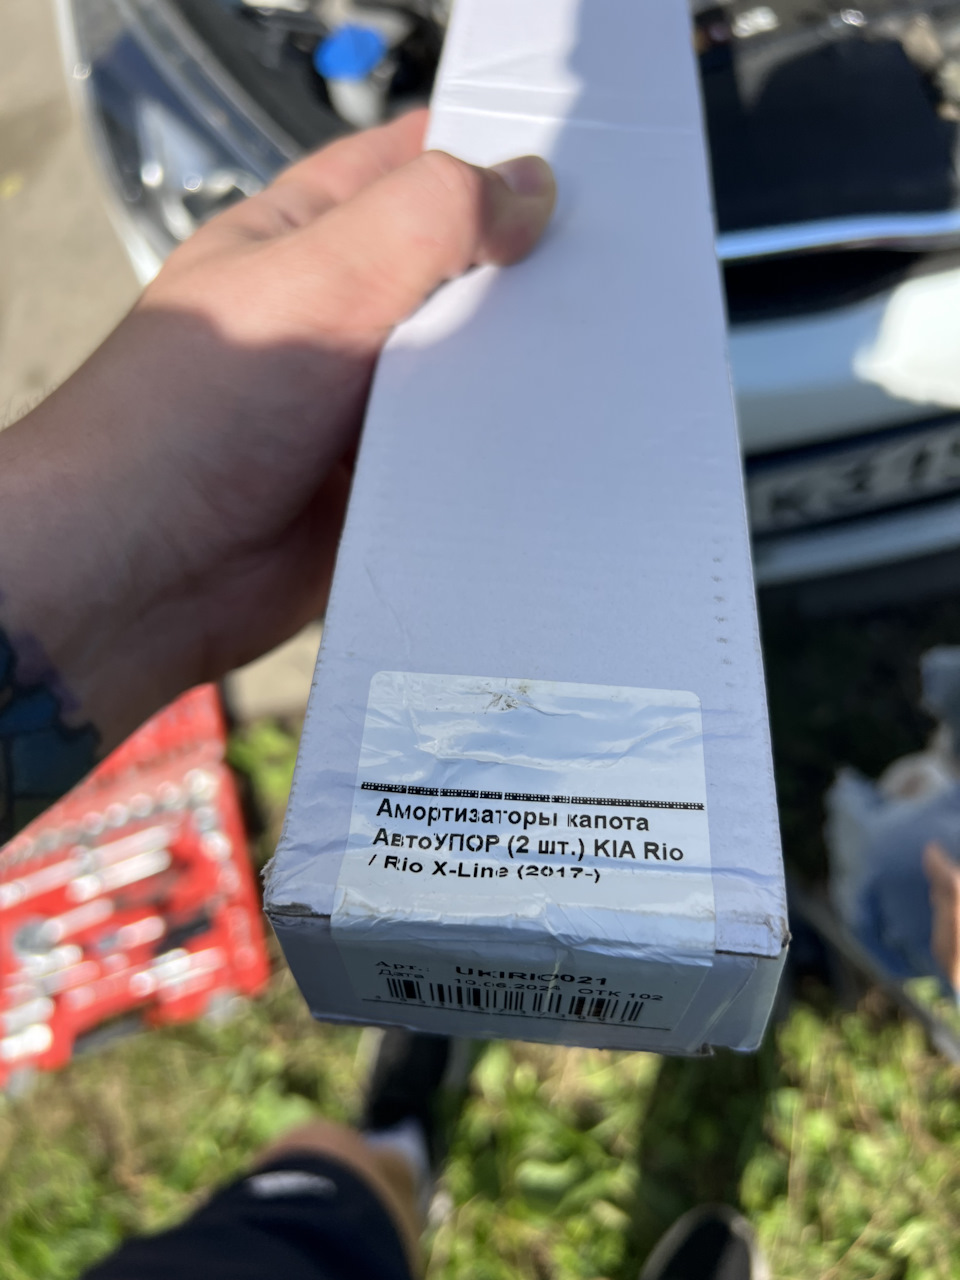 Амортизаторы капота
АвтоУПОР (2 шт.) KIA Rio
/ Rio X-Line (2017-)
Арт.: UKIRIO021
Дата 10.06.2024 ОТК 102